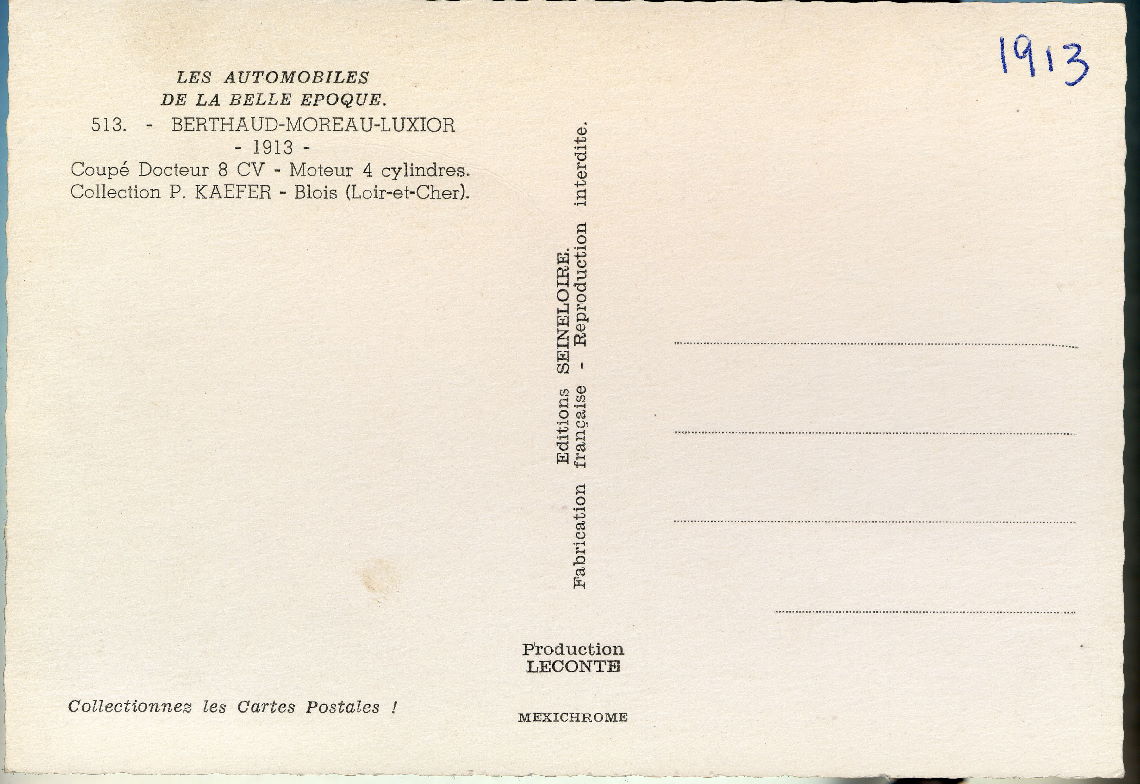 LES AUTOMOBILES
DE LA BELLE EPOQUE.
513. - BERTHAUD-MOREAU-LUXIOR
- 1913 -
Coupé Docteur 8 CV - Moteur 4 cylindres.
Collection P. KAEFER - Blois (Loir-et-Cher).
Collectionnez les Cartes Postales !
Editions SEINELOIRE.
Fabrication française - Reproduction interdite.
Production
LECONTE
MEXICHROME
1913